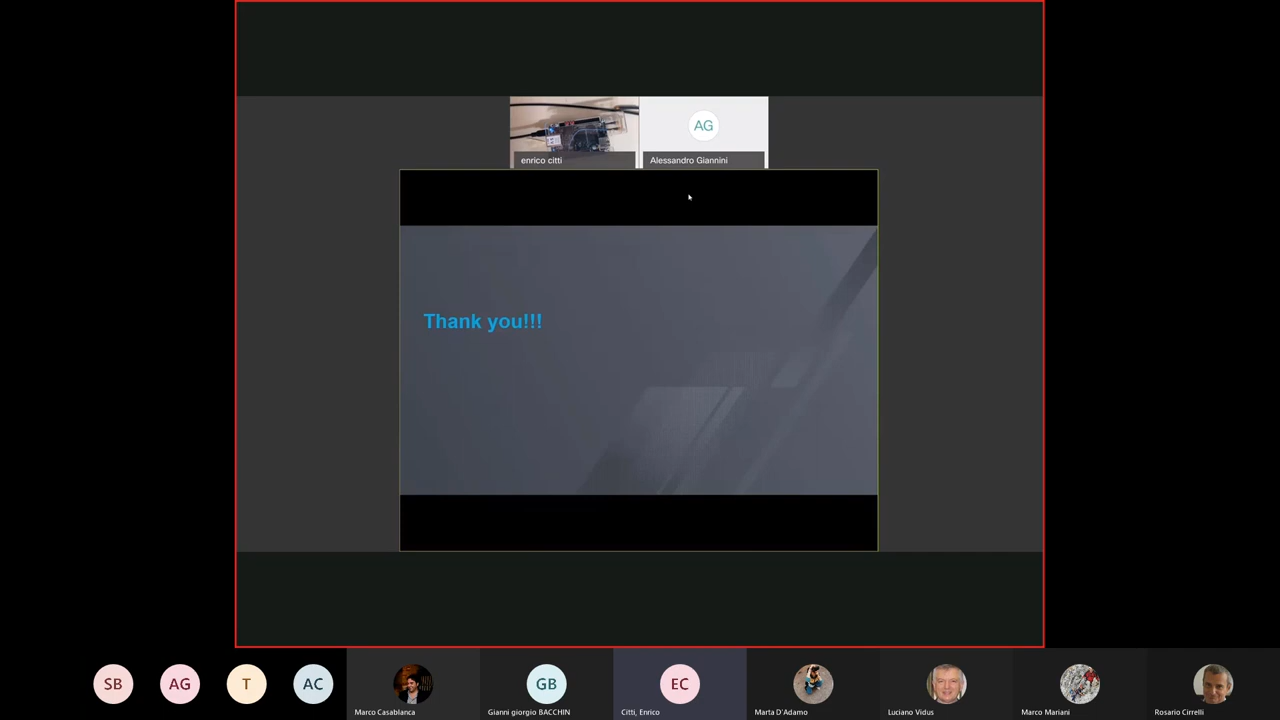 AG
enrico citti
Alessandro Giannini
Thank you!!!
SB
AG
T
AC
GB
EC
Marco Casablanca
Gianni giorgio BACCHIN
Citti, Enrico
Marta D'Adamo
Luciano Vidus
Marco Mariani
Rosario Cirrelli